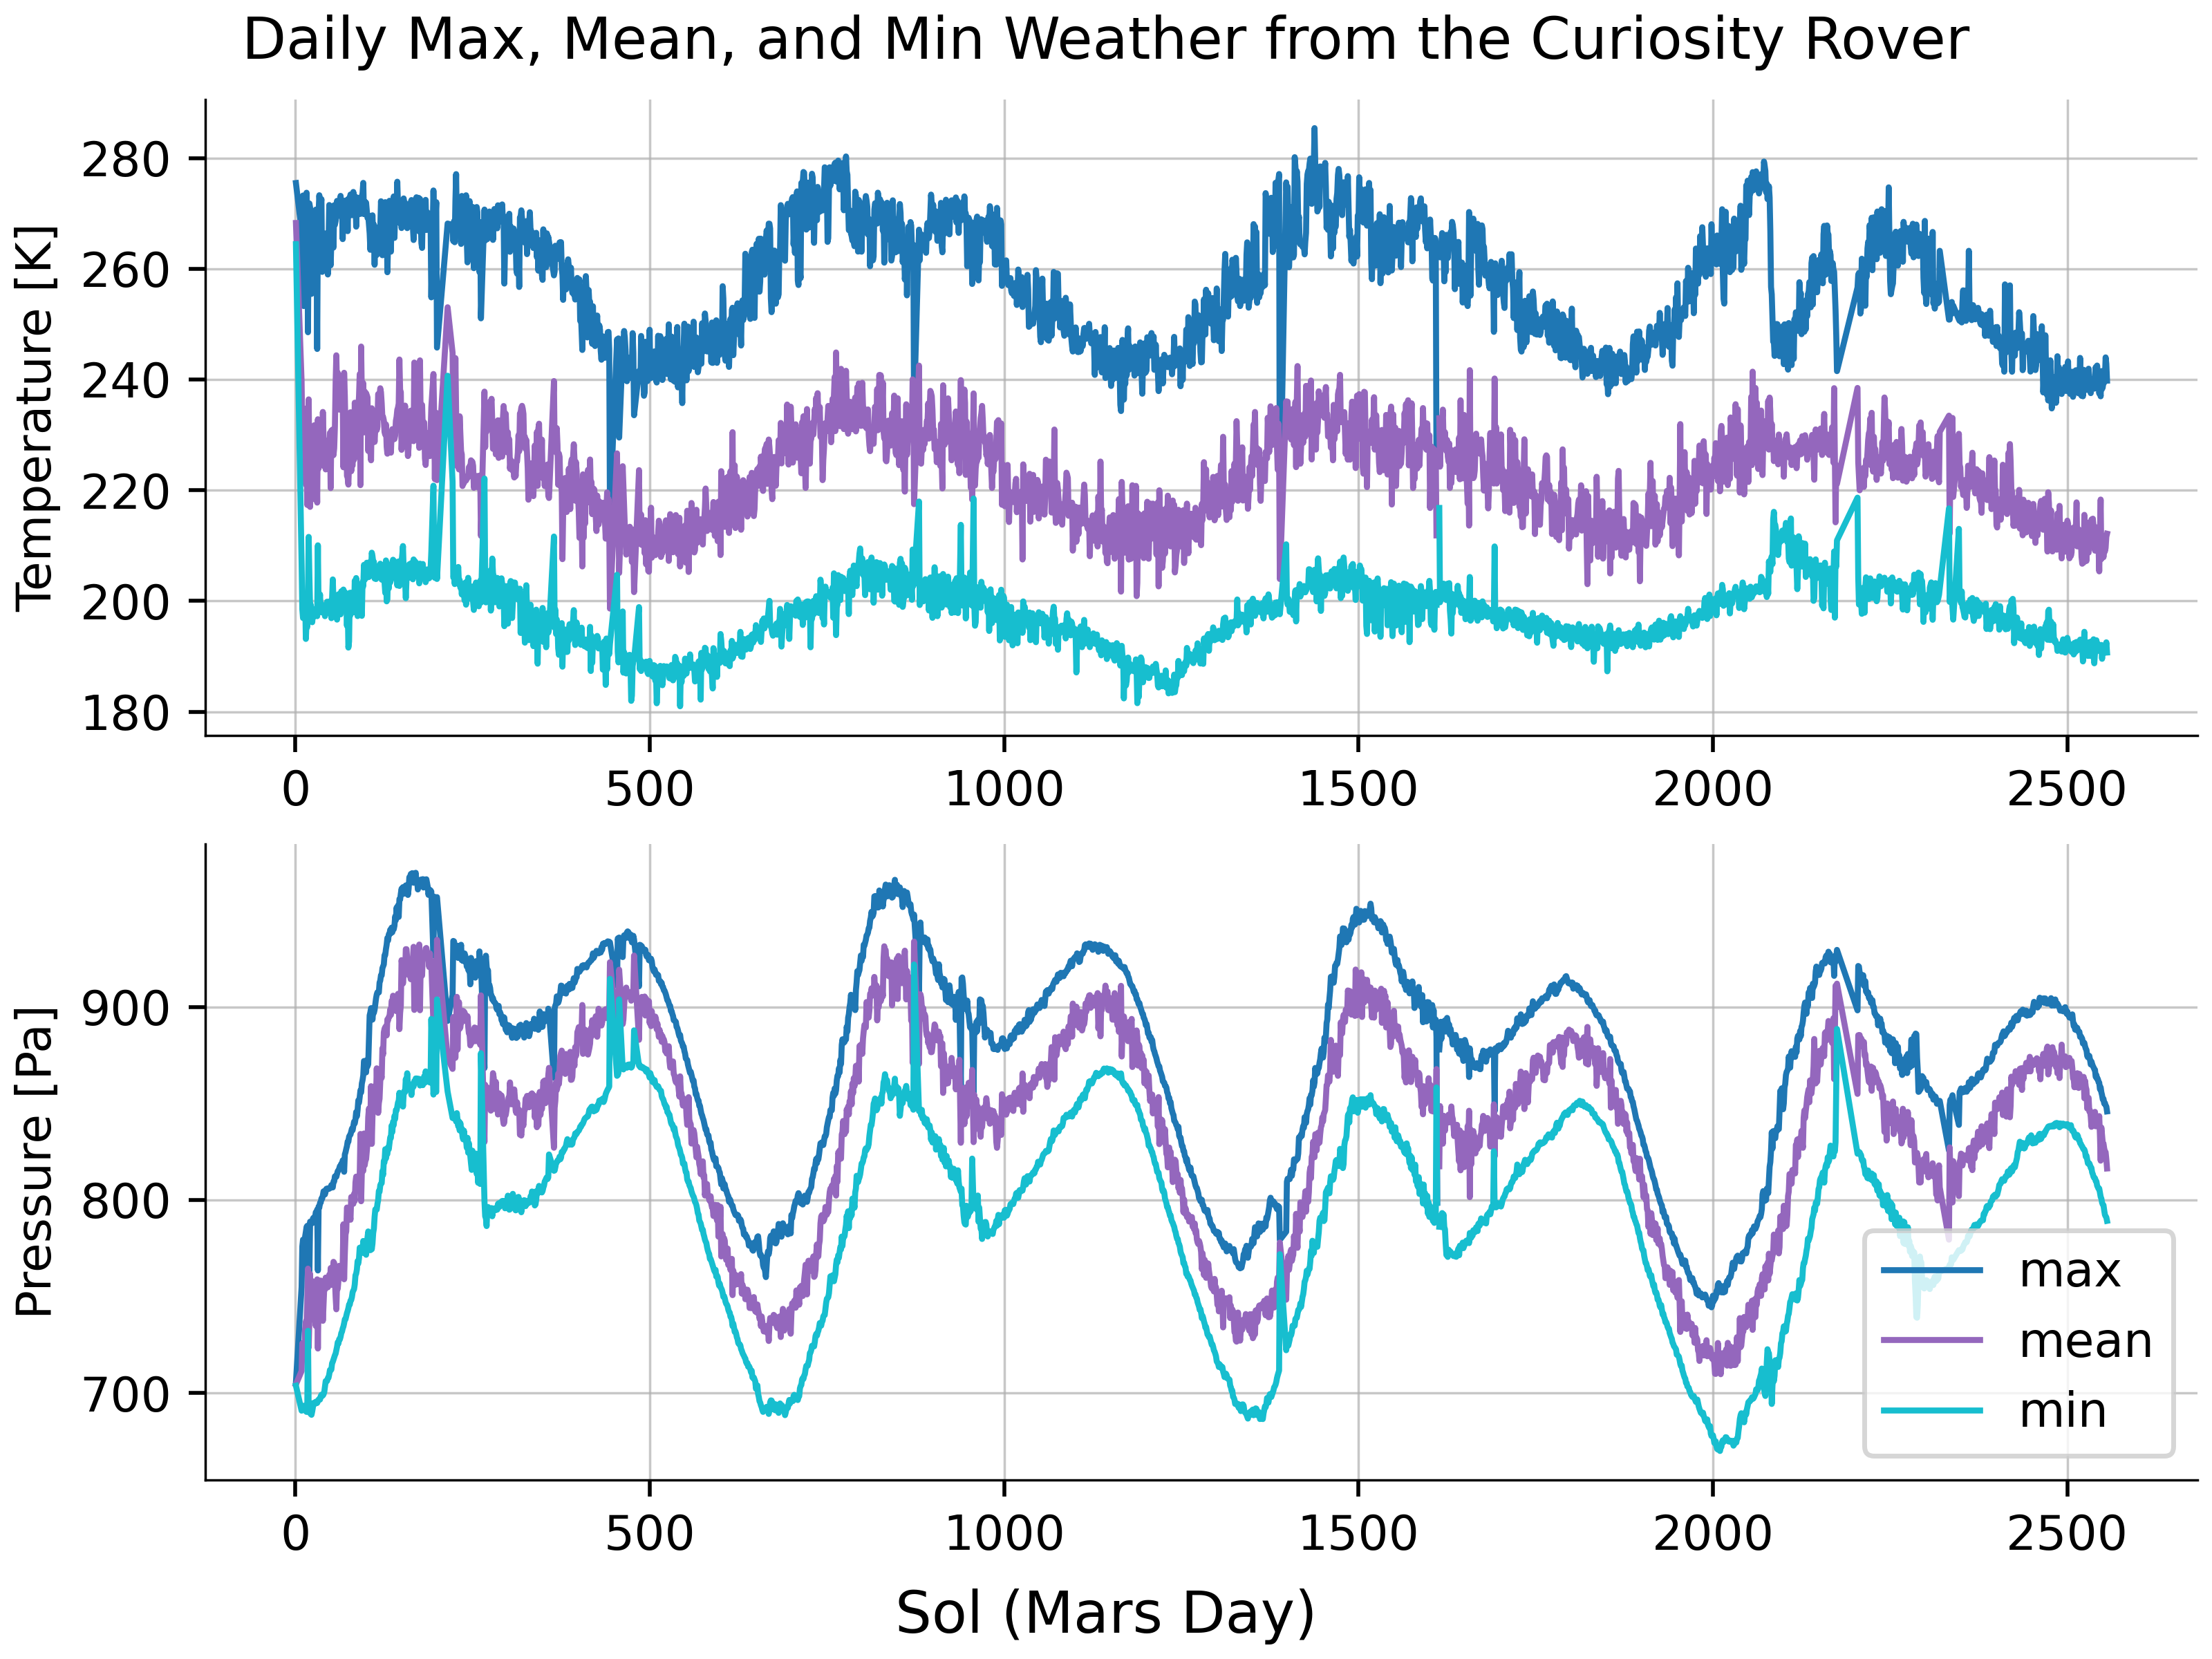 Daily Max, Mean, and Min Weather from the Curiosity Rover
Temperature [K]
280
260
240
220
200
180
0 500 1000 1500 2000 2500
Pressure [Pa]
900
800
700
max
mean
min
0 500 1000 1500 2000 2500
Sol (Mars Day)